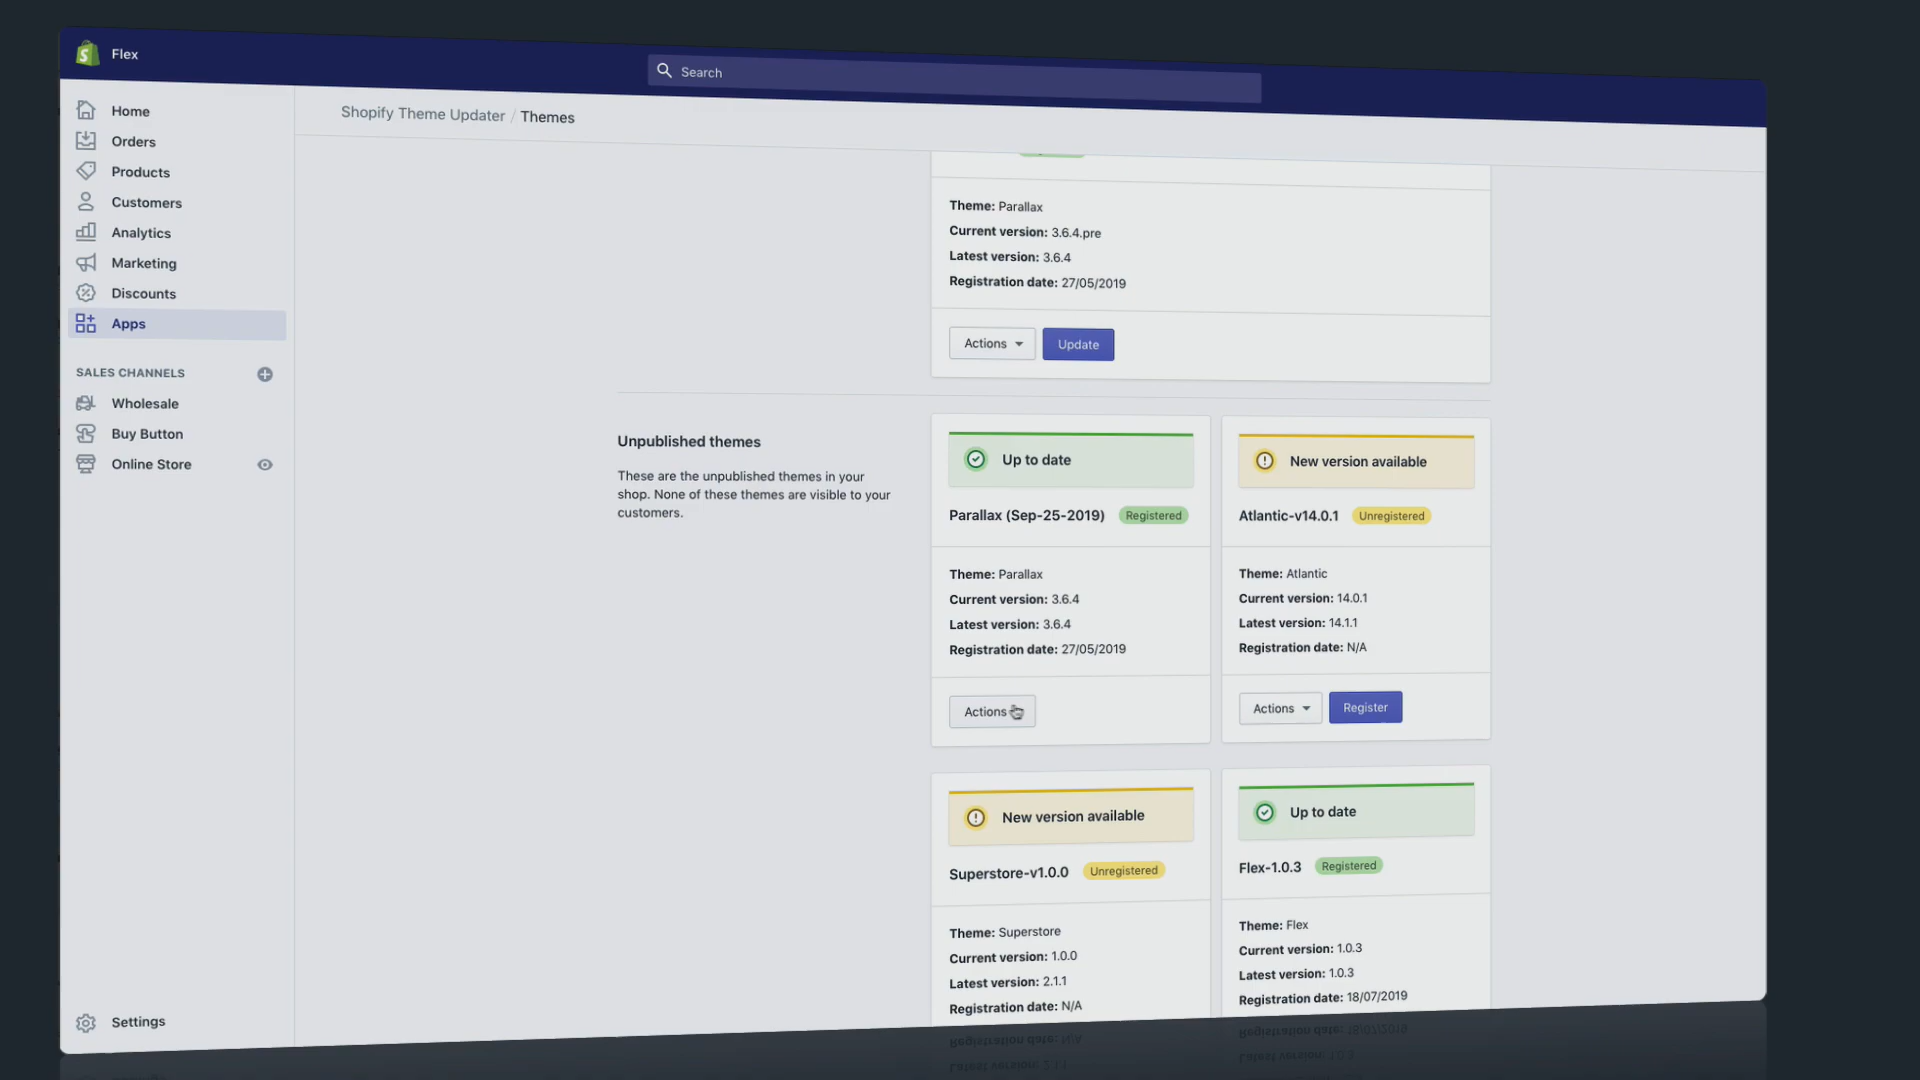 Flex
Search
Home
Orders
Products
Customers
Analytics
Marketing
Discounts
Apps
SALES CHANNELS
Wholesale
Buy Button
Online Store
Settings
Shopify Theme Updater / Themes
Theme: Parallax
Current version: 3.6.4.pre
Latest version: 3.6.4
Registration date: 27/05/2019
Actions
Update
Unpublished themes
These are the unpublished themes in your
shop. None of these themes are visible to your
customers.
Up to date
Parallax (Sep-25-2019) Registered
Theme: Parallax
Current version: 3.6.4
Latest version: 3.6.4
Registration date: 27/05/2019
Actions
New version available
Atlantic-v14.0.1 Unregistered
Theme: Atlantic
Current version: 14.0.1
Latest version: 14.1.1
Registration date: N/A
Actions
Register
New version available
Superstore-v1.0.0 Unregistered
Theme: Superstore
Current version: 1.0.0
Latest version: 2.1.1
Registration date: N/A
Up to date
Flex-1.0.3 Registered
Theme: Flex
Current version: 1.0.3
Latest version: 1.0.3
Registration date: 18/07/2019